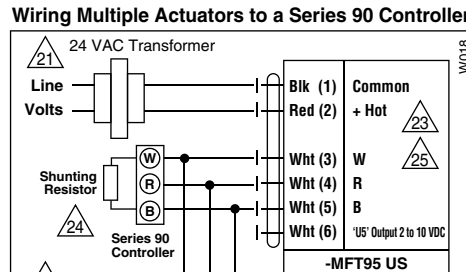 Wiring Multiple Actuators to a Series 90 Controller
W018
21 24 VAC Transformer
Line
Volts
Blk (1) Common
Red (2) + Hot
23
25
Shunting
Resistor
24
W
R
B
Series 90
Controller
Wht (3) W
Wht (4) R
Wht (5) B
Wht (6) 'U5' Output 2 to 10 VDC
-MFT95 US